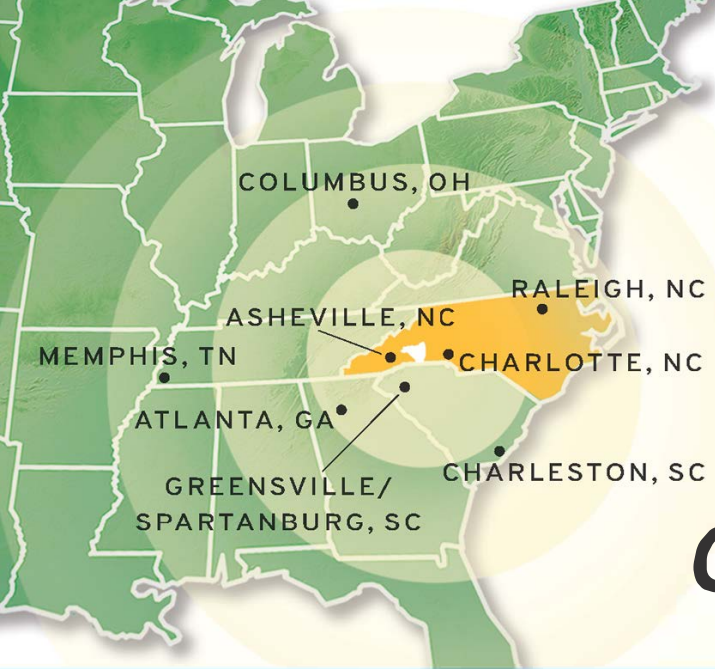 COLUMBUS, OH
RALEIGH, NC
ASHEVILLE, NC
MEMPHIS, TN
CHARLOTTE, NC
ATLANTA, GA
CHARLESTON, SC
GREENSVILLE/
SPARTANBURG, SC